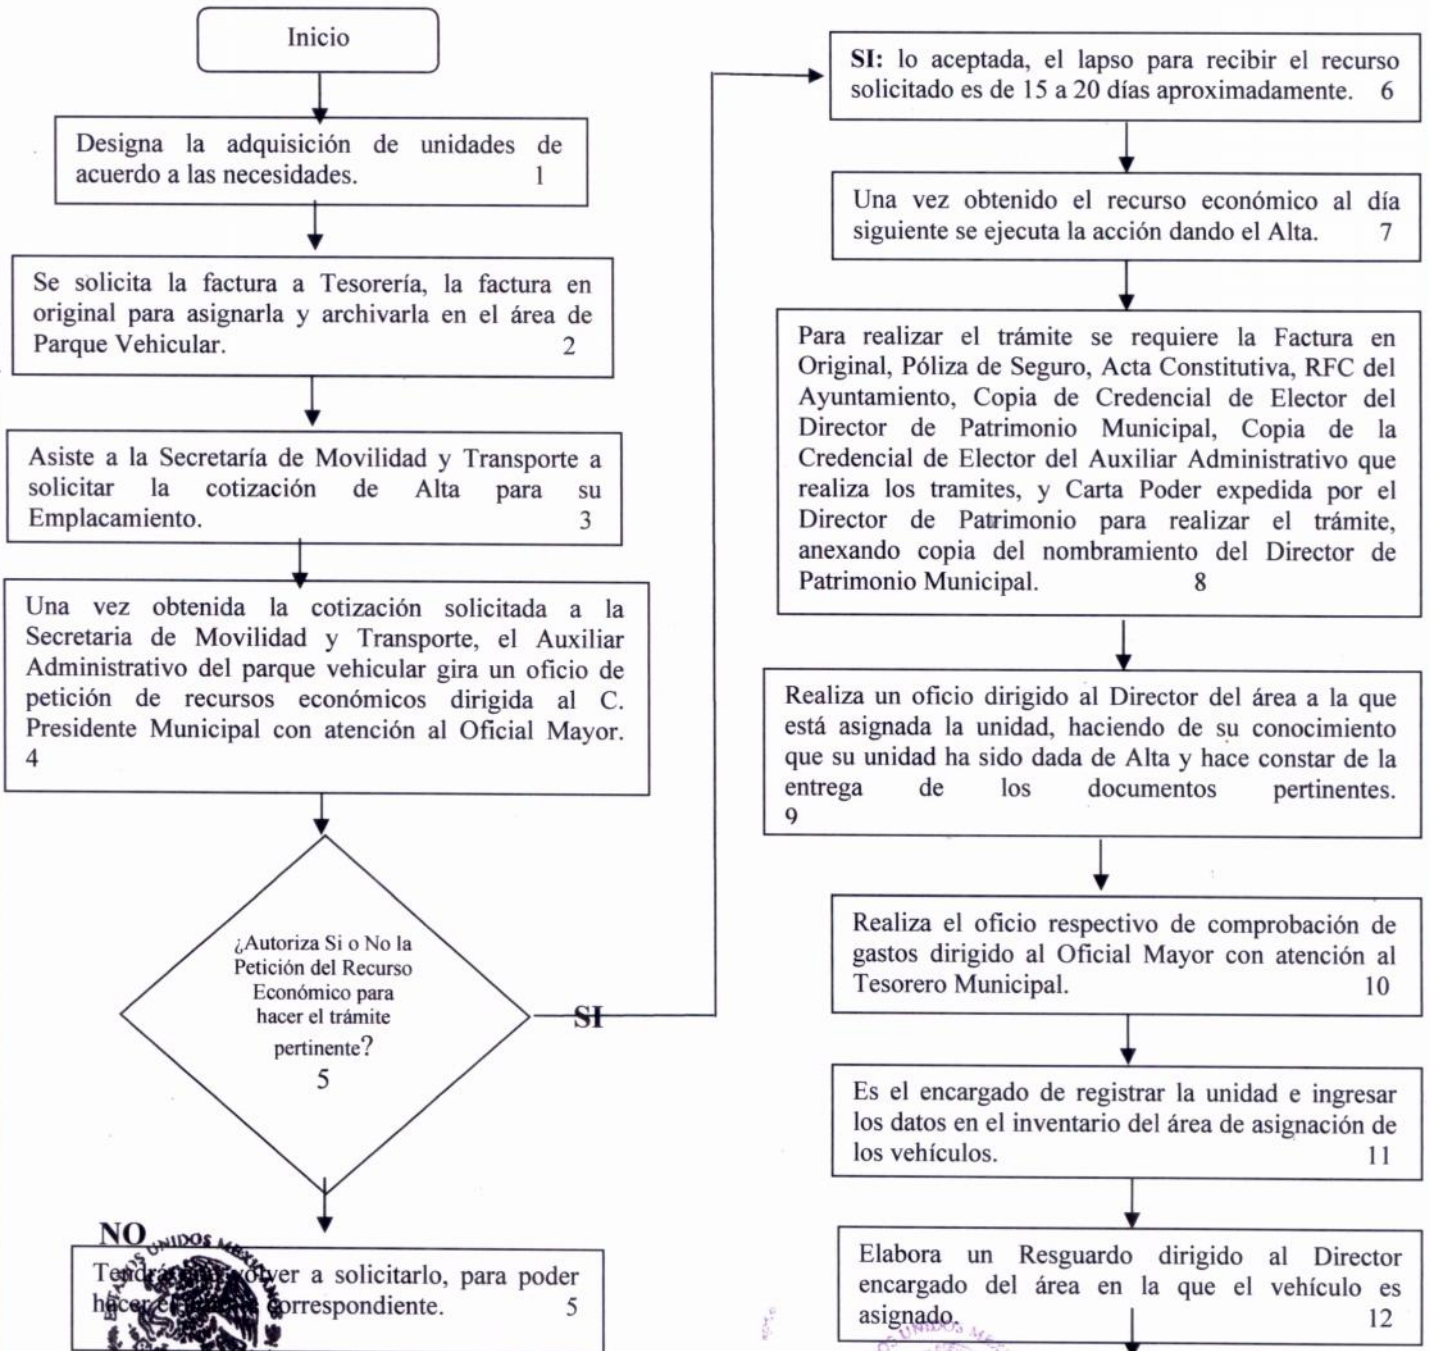 Inicio
Designa la adquisición de unidades de
acuerdo a las necesidades. 1
Se solicita la factura a Tesorería, la factura en
original para asignarla y archivarla en el área de
Parque Vehicular. 2
Asiste a la Secretaría de Movilidad y Transporte a
solicitar la cotización de Alta para su
Emplacamiento. 3
Una vez obtenida la cotización solicitada a la
Secretaria de Movilidad y Transporte, el Auxiliar
Administrativo del parque vehicular gira un oficio de
petición de recursos económicos dirigida al C.
Presidente Municipal con atención al Oficial Mayor.
4
¿Autoriza Si o No la
Petición del Recurso
Económico para
hacer el trámite
pertinente?
5
SI
NO
Tendrá volver a solicitarlo, para poder
hacer correspondiente. 5
UNIDOS MEXICANOS
SI: lo aceptada, el lapso para recibir el recurso
solicitado es de 15 a 20 días aproximadamente. 6
Una vez obtenido el recurso económico al día
siguiente se ejecuta la acción dando el Alta. 7
Para realizar el trámite se requiere la Factura en
Original, Póliza de Seguro, Acta Constitutiva, RFC del
Ayuntamiento, Copia de Credencial de Elector del
Director de Patrimonio Municipal, Copia de la
Credencial de Elector del Auxiliar Administrativo que
realiza los tramites, y Carta Poder expedida por el
Director de Patrimonio para realizar el trámite,
anexando copia del nombramiento del Director de
Patrimonio Municipal. 8
Realiza un oficio dirigido al Director del área a la que
está asignada la unidad, haciendo de su conocimiento
que su unidad ha sido dada de Alta y hace constar de la
entrega de los documentos pertinentes.
9
Realiza el oficio respectivo de comprobación de
gastos dirigido al Oficial Mayor con atención al
Tesorero Municipal. 10
Es el encargado de registrar la unidad e ingresar
los datos en el inventario del área de asignación de
los vehículos. 11
Elabora un Resguardo dirigido al Director
encargado del área en la que el vehículo es
asignado. 12
UNIDOS